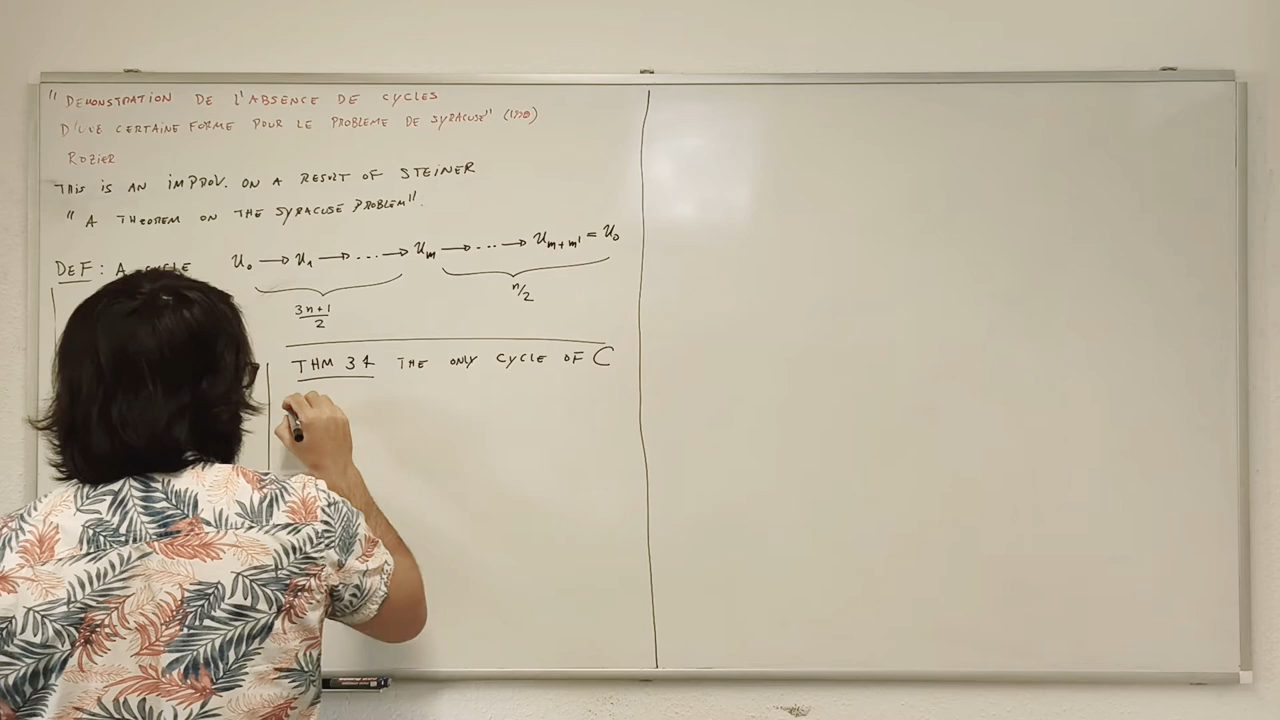 " DEMONSTRATION DE L'ABSENCE DE CYCLES
D'UNE CERTAINE FORME POUR LE PROBLEME DE SYRACUSE" (1990)
ROZIER
THIS IS AN IMPROV. ON A RESULT OF STEINER
" A THEOREM ON THE SYRACUSE PROBLEM".
DEF : A CYCLE u₀ → u₁ → ... → u_m → ... → u_{m+m'} = u₀
3n+1/2 n/2
THM 34 THE ONLY CYCLE OF C